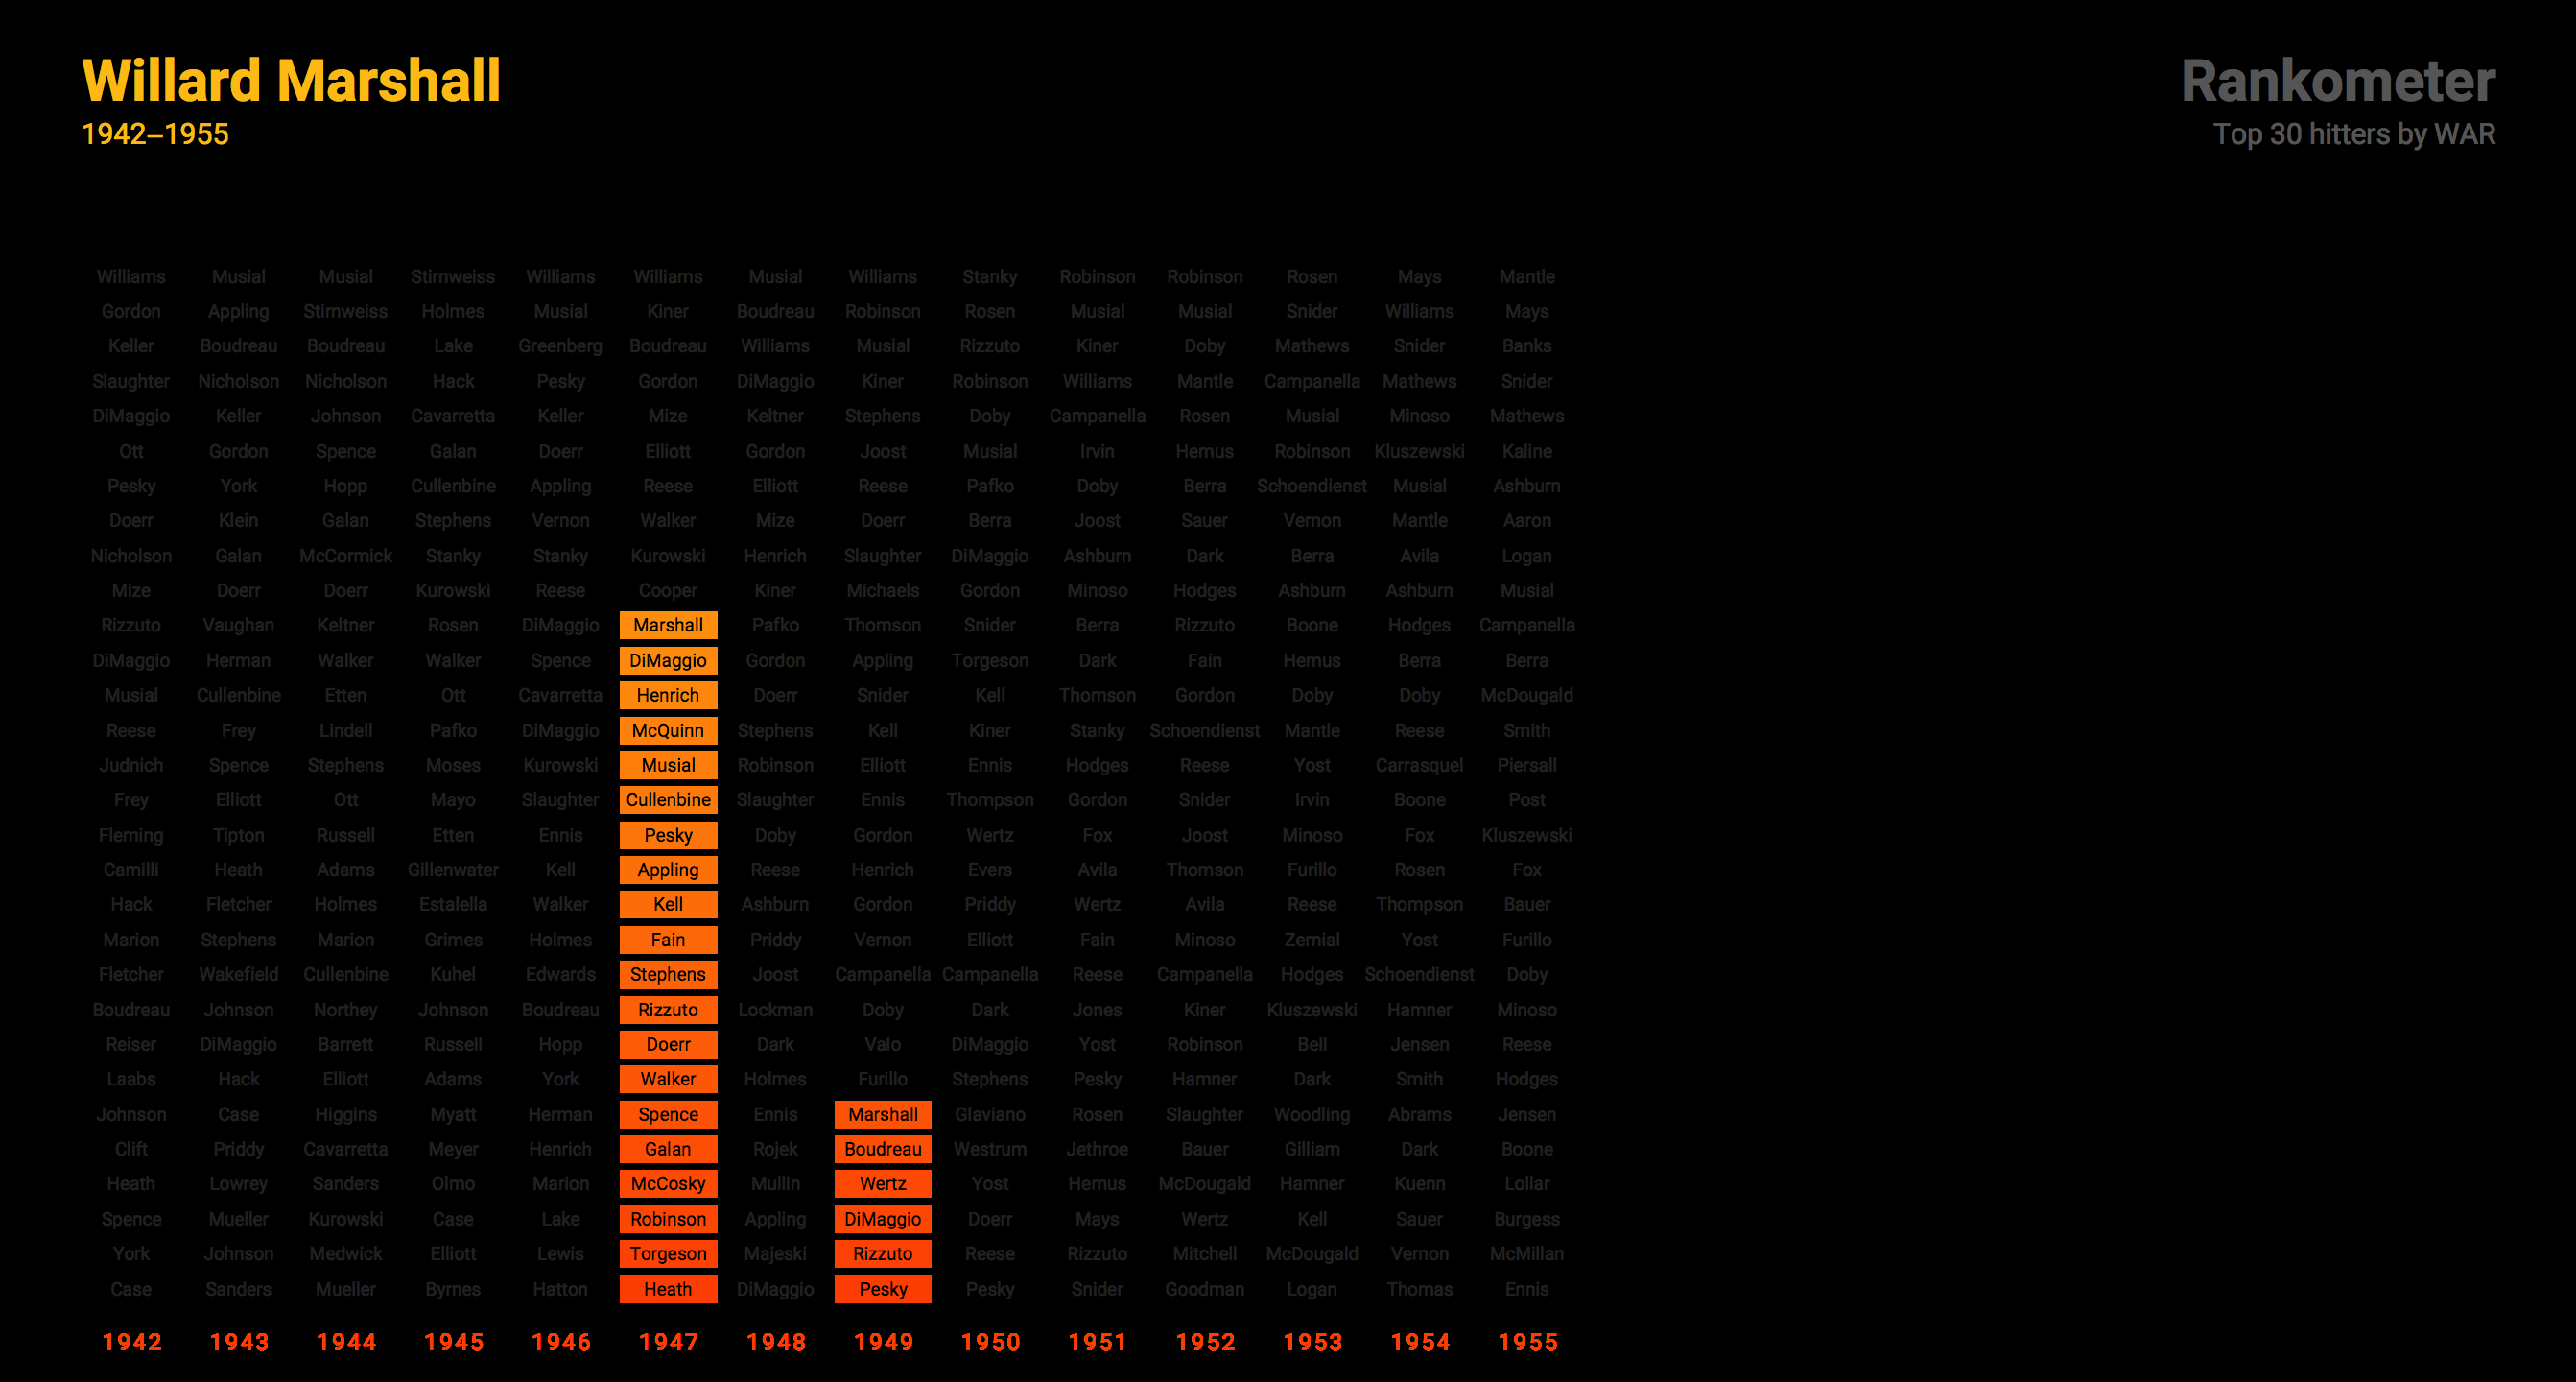 Willard Marshall
1942–1955
Rankometer
Top 30 hitters by WAR
Williams Musial Musial Stirnweiss Williams Williams Musial Williams Stanky Robinson Robinson Rosen Mays Mantle
Gordon Appling Stirnweiss Holmes Musial Kiner Boudreau Robinson Rosen Musial Musial Snider Williams Mays
Keller Boudreau Boudreau Lake Greenberg Boudreau Williams Musial Rizzuto Kiner Doby Mathews Snider Banks
Slaughter Nicholson Nicholson Hack Pesky Gordon DiMaggio Kiner Robinson Williams Mantle Campanella Mathews Snider
DiMaggio Keller Johnson Cavarretta Keller Mize Keltner Stephens Doby Campanella Rosen Musial Minoso Mathews
Ott Gordon Spence Galan Doerr Elliott Gordon Joost Musial Irvin Hemus Robinson Kluszewski Kaline
Pesky York Hopp Cullenbine Appling Reese Elliott Reese Pafko Doby Berra Schoendienst Musial Ashburn
Doerr Klein Galan Stephens Vernon Walker Mize Doerr Berra Joost Sauer Vernon Mantle Aaron
Nicholson Galan McCormick Stanky Stanky Kurowski Henrich Slaughter DiMaggio Ashburn Dark Berra Avila Logan
Mize Doerr Doerr Kurowski Reese Cooper Kiner Michaels Gordon Minoso Hodges Ashburn Ashburn Musial
Rizzuto Vaughan Keltner Rosen DiMaggio Marshall Pafko Thomson Snider Berra Rizzuto Boone Hodges Campanella
DiMaggio Herman Walker Walker Spence DiMaggio Gordon Appling Torgeson Dark Fain Hemus Berra Berra
Musial Cullenbine Etten Ott Cavarretta Henrich Doerr Snider Kell Thomson Gordon Doby Doby McDougald
Reese Frey Lindell Pafko DiMaggio McQuinn Stephens Kell Kiner Stanky Schoendienst Mantle Reese Smith
Judnich Spence Stephens Moses Kurowski Musial Robinson Elliott Ennis Hodges Reese Yost Carrasquel Piersall
Frey Elliott Ott Mayo Slaughter Cullenbine Slaughter Ennis Thompson Gordon Snider Irvin Boone Post
Fleming Tipton Russell Etten Ennis Pesky Doby Gordon Wertz Fox Joost Minoso Fox Kluszewski
Camilli Heath Adams Gillenwater Kell Appling Reese Henrich Evers Avila Thomson Furillo Rosen Fox
Hack Fletcher Holmes Estalella Walker Kell Ashburn Gordon Priddy Wertz Avila Reese Thompson Bauer
Marion Stephens Marion Grimes Holmes Fain Priddy Vernon Elliott Fain Minoso Zernial Yost Furillo
Fletcher Wakefield Cullenbine Kuhel Edwards Stephens Joost Campanella Campanella Reese Campanella Hodges Schoendienst Doby
Boudreau Johnson Northey Johnson Boudreau Rizzuto Lockman Doby Dark Jones Kiner Kluszewski Hamner Minoso
Reiser DiMaggio Barrett Russell Hopp Doerr Dark Valo DiMaggio Yost Robinson Bell Jensen Reese
Laabs Hack Elliott Adams York Walker Holmes Furillo Stephens Pesky Hamner Dark Smith Hodges
Johnson Case Higgins Myatt Herman Spence Ennis Marshall Glaviano Rosen Slaughter Woodling Abrams Jensen
Clift Priddy Cavarretta Meyer Henrich Galan Rojek Boudreau Westrum Jethroe Bauer Gilliam Dark Boone
Heath Lowrey Sanders Olmo Marion McCosky Mullin Wertz Yost Hemus McDougald Hamner Kuenn Lollar
Spence Mueller Kurowski Case Lake Robinson Appling DiMaggio Doerr Mays Wertz Kell Sauer Burgess
York Johnson Medwick Elliott Lewis Torgeson Majeski Rizzuto Reese Rizzuto Mitchell McDougald Vernon McMillan
Case Sanders Mueller Byrnes Hatton Heath DiMaggio Pesky Pesky Snider Goodman Logan Thomas Ennis
1942 1943 1944 1945 1946 1947 1948 1949 1950 1951 1952 1953 1954 1955